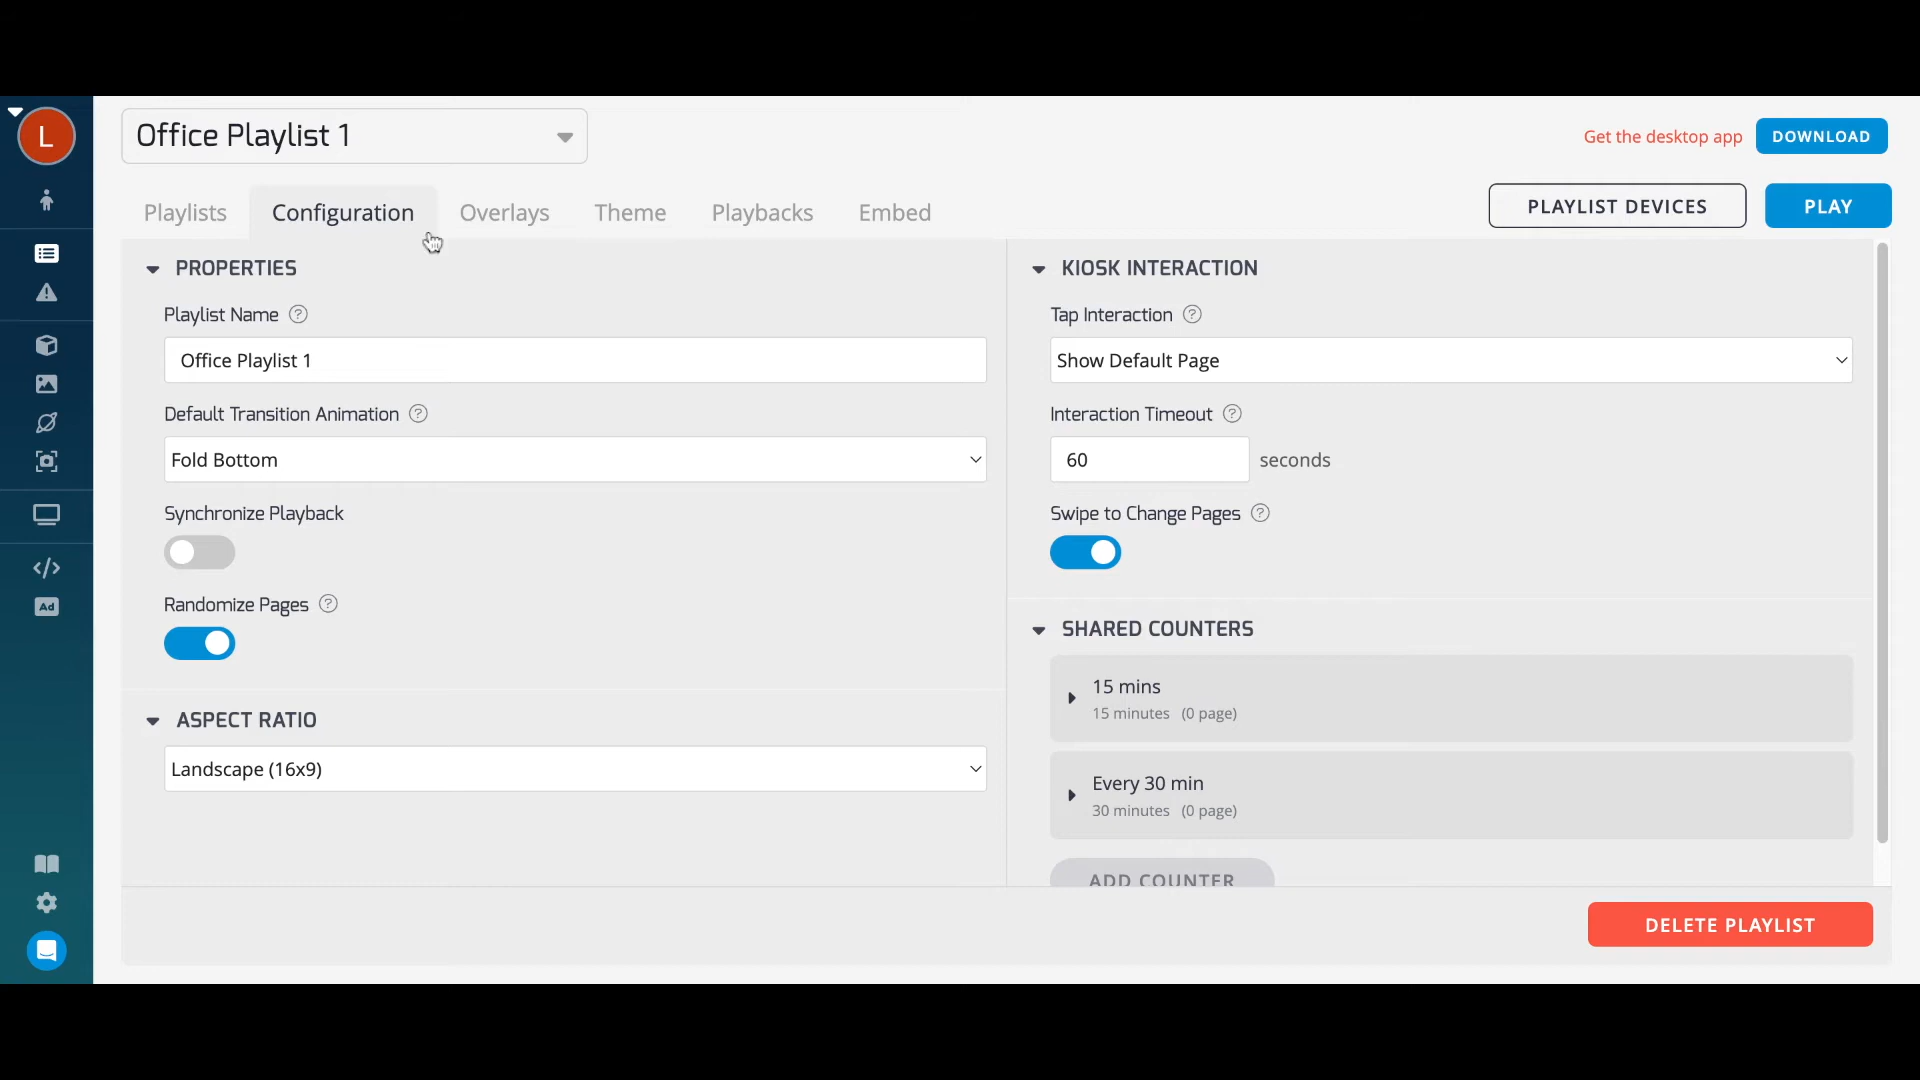 L
Office Playlist 1
Get the desktop app
DOWNLOAD
Playlists
Configuration
Overlays
Theme
Playbacks
Embed
PLAYLIST DEVICES
PLAY
PROPERTIES
Playlist Name ?
Office Playlist 1
Default Transition Animation ?
Fold Bottom
Synchronize Playback
Randomize Pages ?
ASPECT RATIO
Landscape (16x9)
KIOSK INTERACTION
Tap Interaction ?
Show Default Page
Interaction Timeout ?
60 seconds
Swipe to Change Pages ?
SHARED COUNTERS
15 mins
15 minutes (0 page)
Every 30 min
30 minutes (0 page)
ADD COUNTER
DELETE PLAYLIST
</> 
Ad